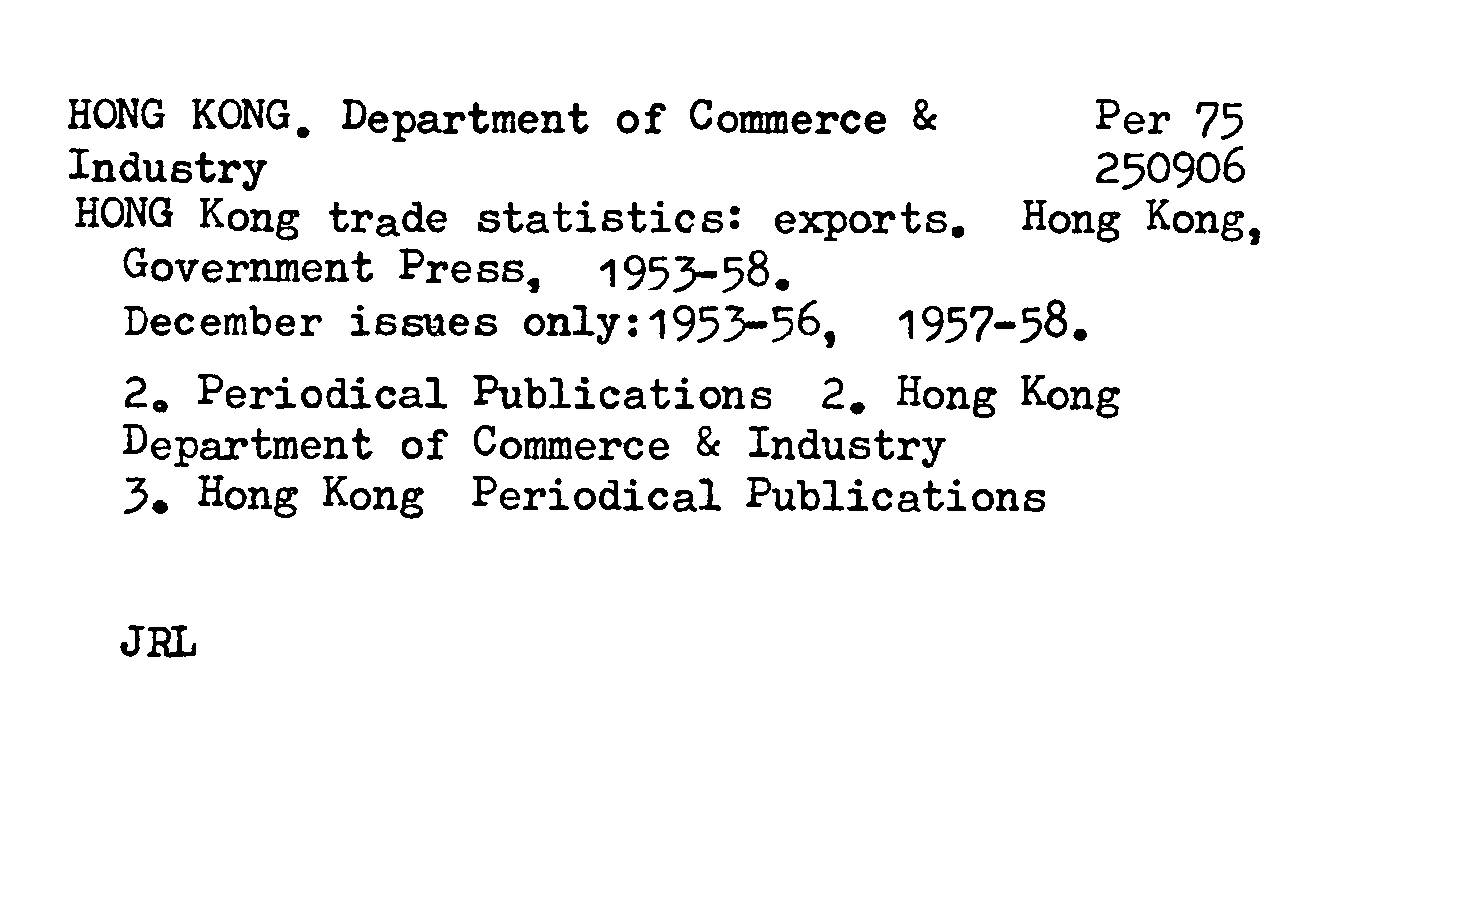 HONG KONG. Department of Commerce & Per 75
Industry 250906
HONG Kong trade statistics: exports. Hong Kong,
Government Press, 1953-58.
December issues only:1953-56, 1957-58.
2. Periodical Publications 2. Hong Kong
Department of Commerce & Industry
3. Hong Kong Periodical Publications
JRL